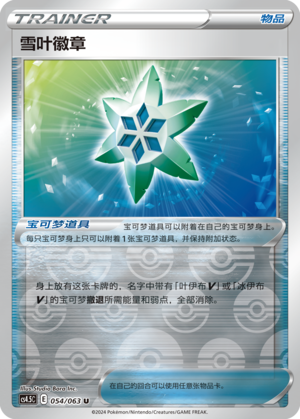 TRAINER 物品
雪叶徽章
宝可梦道具
宝可梦道具可以附着在自己的宝可梦身上。
每只宝可梦身上只可以附着1张宝可梦道具,并保持附加状态。
身上放有这张卡牌的,名字中带有「叶伊布V」或「冰伊布
V」的宝可梦撤退所需能量和弱点,全部消除。
Illus. Studio Bora Inc.
CS4.5C E 054/063 U
在自己的回合可以使用任意张物品卡。
©2024 Pokémon/Nintendo/Creatures/GAME FREAK.